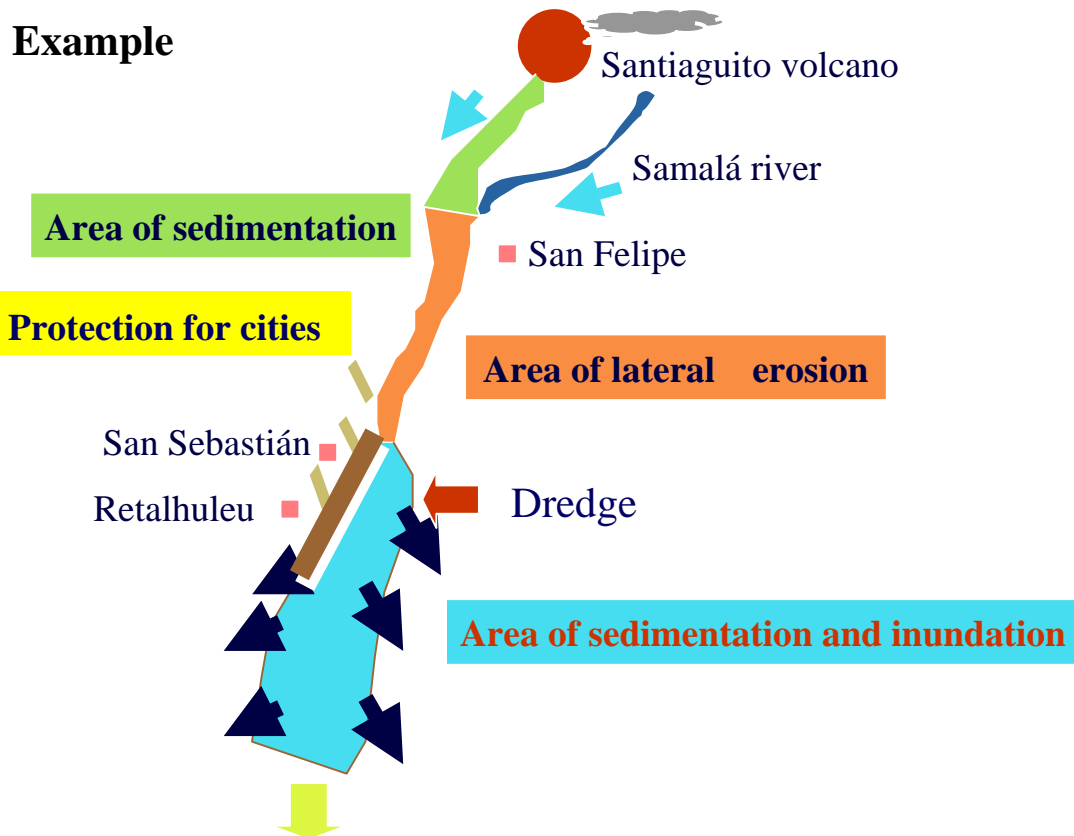 Example
Santiaguito volcano
Samalá river
Area of sedimentation
San Felipe
Protection for cities
Area of lateral erosion
San Sebastián
Retalhuleu
Dredge
Area of sedimentation and inundation